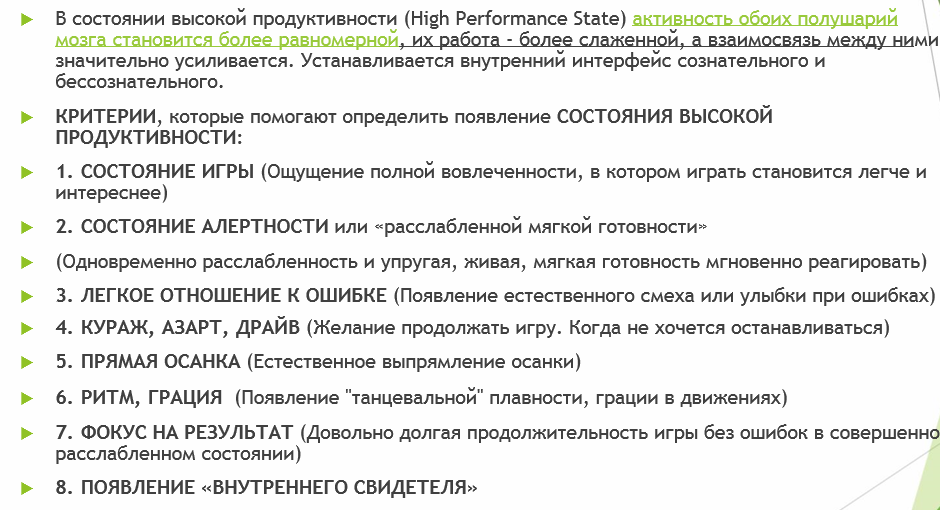 В состоянии высокой продуктивности (High Performance State) активность обоих полушарий
мозга становится более равномерной, их работа - более слаженной, а взаимосвязь между ними
значительно усиливается. Устанавливается внутренний интерфейс сознательного и
бессознательного.
КРИТЕРИИ, которые помогают определить появление СОСТОЯНИЯ ВЫСОКОЙ
ПРОДУКТИВНОСТИ:
1. СОСТОЯНИЕ ИГРЫ (Ощущение полной вовлеченности, в котором играть становится легче и
интереснее)
2. СОСТОЯНИЕ АЛЕРТНОСТИ или «расслабленной мягкой готовности»
(Одновременно расслабленность и упругая, живая, мягкая готовность мгновенно реагировать)
3. ЛЕГКОЕ ОТНОШЕНИЕ К ОШИБКЕ (Появление естественного смеха или улыбки при ошибках)
4. КУРАЖ, АЗАРТ, ДРАЙВ (Желание продолжать игру. Когда не хочется останавливаться)
5. ПРЯМАЯ ОСАНКА (Естественное выпрямление осанки)
6. РИТМ, ГРАЦИЯ (Появление "танцевальной" плавности, грации в движениях)
7. ФОКУС НА РЕЗУЛЬТАТ (Довольно долгая продолжительность игры без ошибок в совершенно
расслабленном состоянии)
8. ПОЯВЛЕНИЕ «ВНУТРЕННЕГО СВИДЕТЕЛЯ»